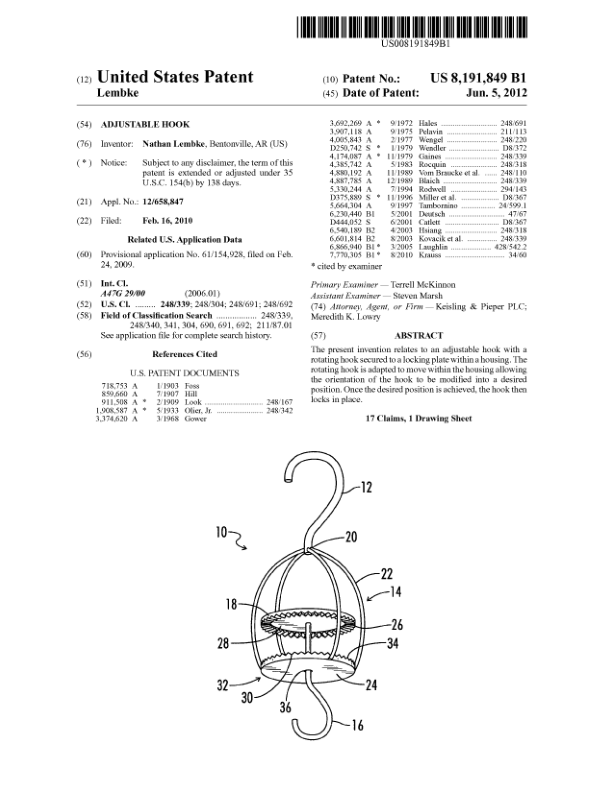 US008191849B1
(12) United States Patent
Lembke
(10) Patent No.: US 8,191,849 B1
(45) Date of Patent: Jun. 5, 2012
(54) ADJUSTABLE HOOK
(76) Inventor: Nathan Lembke, Bentonville, AR (US)
( * ) Notice: Subject to any disclaimer, the term of this
patent is extended or adjusted under 35
U.S.C. 154(b) by 138 days.
(21) Appl. No.: 12/658,847
(22) Filed: Feb. 16, 2010
Related U.S. Application Data
(60) Provisional application No. 61/154,928, filed on Feb.
24, 2009.
(51) Int. Cl.
A47G 29/00 (2006.01)
(52) U.S. Cl. ......... 248/339; 248/304; 248/691; 248/692
(58) Field of Classification Search .................. 248/339,
248/340, 341, 304, 690, 691, 692; 211/87.01
See application file for complete search history.
(56) References Cited
U.S. PATENT DOCUMENTS
718,753 A 1/1903 Foss
859,660 A 7/1907 Hill
911,508 A * 2/1909 Look ............................ 248/167
1,908,587 A * 5/1933 Olier, Jr. ....................... 248/342
3,374,620 A 3/1968 Gower
3,692,269 A * 9/1972 Hales ........................... 248/691
3,907,118 A 9/1975 Pelavin ........................ 211/113
4,005,843 A 2/1977 Wengel ........................ 248/220
D250,742 S * 1/1979 Wendler ....................... D8/372
4,174,087 A * 11/1979 Gaines ......................... 248/339
4,385,742 A 5/1983 Rocquin ....................... 248/318
4,880,192 A 11/1989 Vom Braucke et al. ...... 248/110
4,887,785 A 12/1989 Blaich .......................... 248/339
5,330,244 A 7/1994 Rodwell ....................... 294/143
D375,889 S * 11/1996 Miller et al. .................. D8/367
5,664,304 A 9/1997 Tambornino ................. 24/599.1
6,230,440 B1 5/2001 Deutsch ........................ 47/67
D444,052 S 6/2001 Catlett .......................... D8/367
6,540,189 B2 4/2003 Hsiang ......................... 248/318
6,601,814 B2 8/2003 Kovacik et al. .............. 248/339
6,866,940 B1 * 3/2005 Laughlin ...................... 428/542.2
7,770,305 B1 * 8/2010 Krauss .......................... 34/60
* cited by examiner
Primary Examiner — Terrell McKinnon
Assistant Examiner — Steven Marsh
(74) Attorney, Agent, or Firm — Keisling & Pieper PLC;
Meredith K. Lowry
(57) ABSTRACT
The present invention relates to an adjustable hook with a
rotating hook secured to a locking plate within a housing. The
rotating hook is adapted to move within the housing allowing
the orientation of the hook to be modified into a desired
position. Once the desired position is achieved, the hook then
locks in place.
17 Claims, 1 Drawing Sheet
12
10
20
22
14
18
26
28
34
32
24
30
36
16